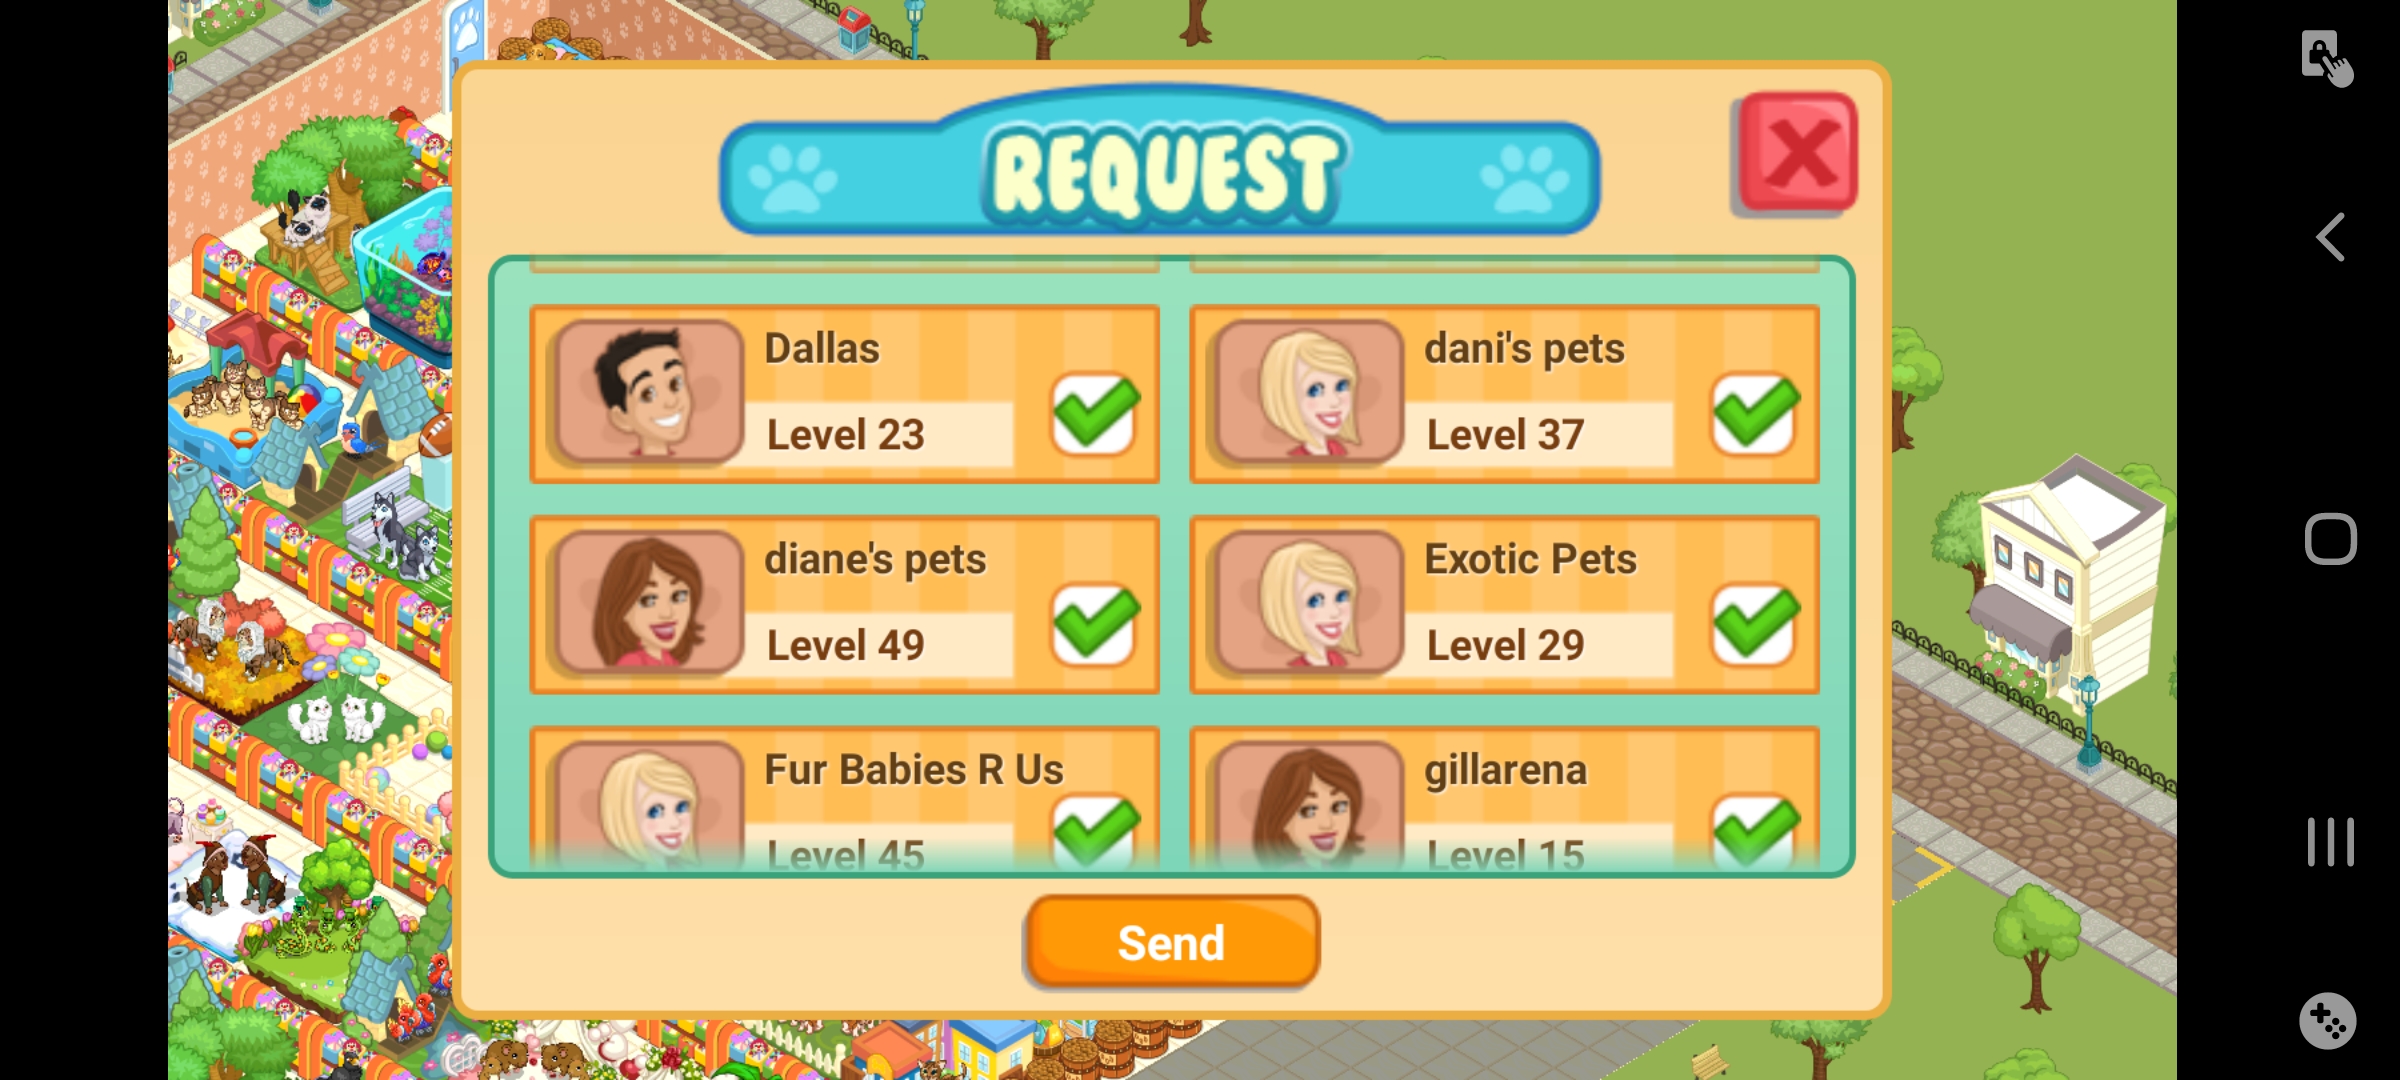 REQUEST
Dallas
Level 23
dani's pets
Level 37
diane's pets
Level 49
Exotic Pets
Level 29
Fur Babies R Us
Level 45
gillarena
Level 15
Send